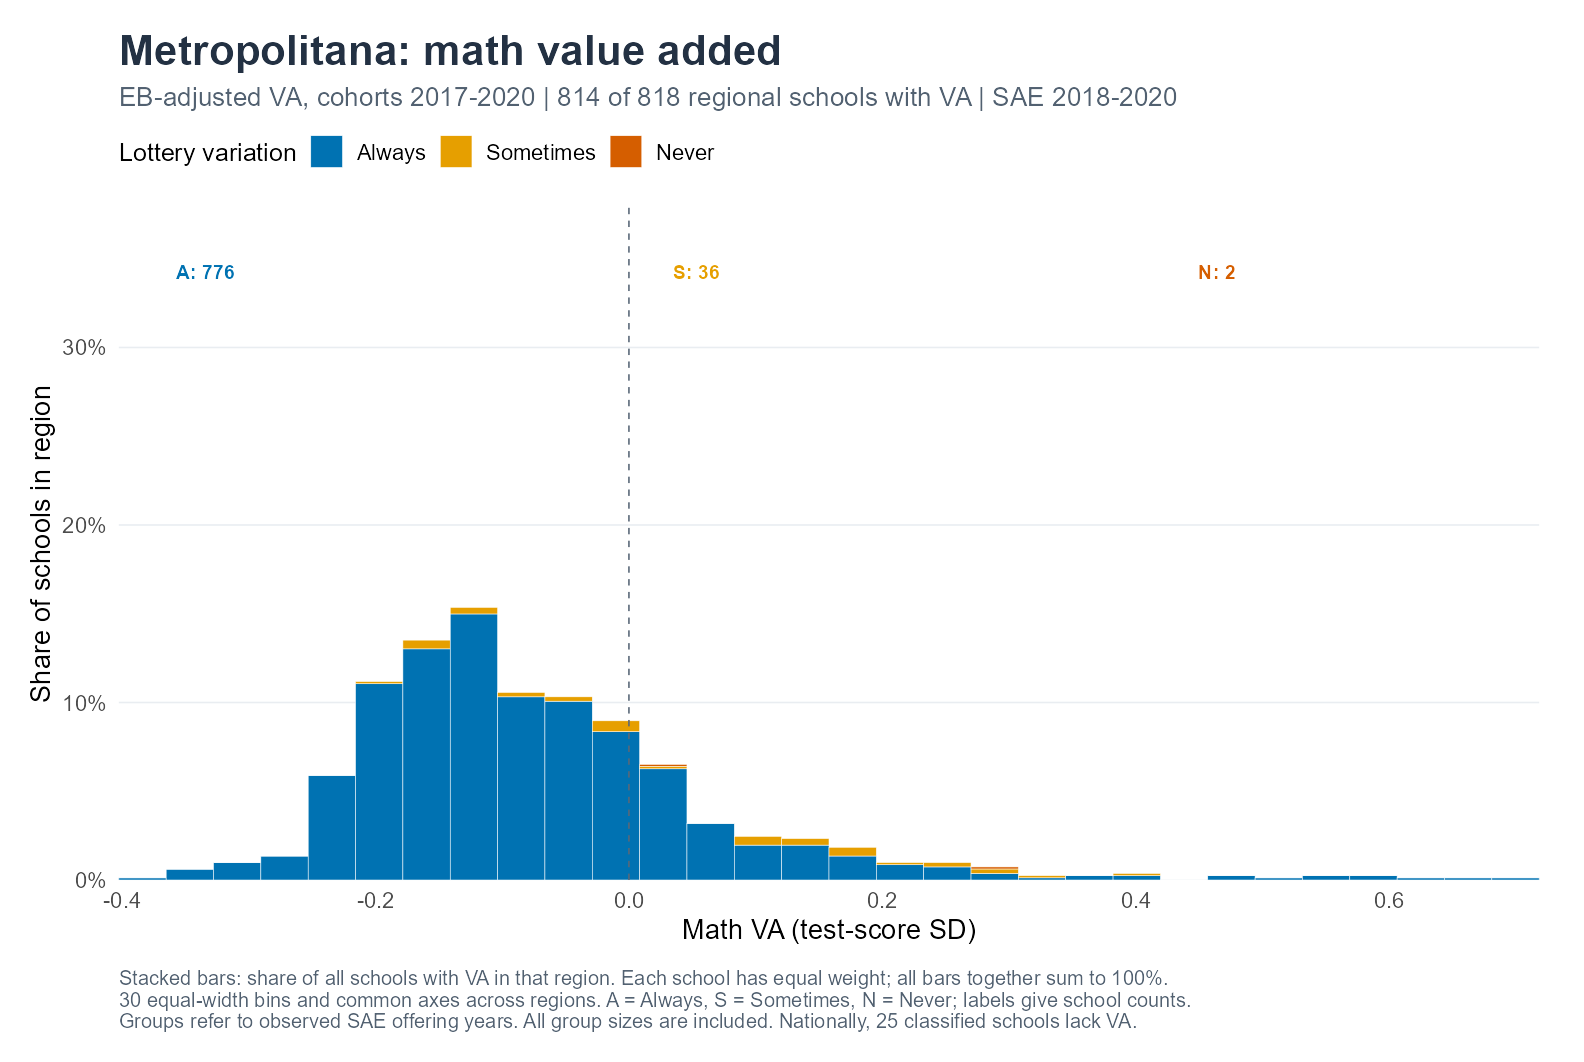 Metropolitana: math value added
EB-adjusted VA, cohorts 2017-2020 | 814 of 818 regional schools with VA | SAE 2018-2020
Lottery variation Always Sometimes Never
A: 776 S: 36 N: 2
30%
20%
10%
0%
Share of schools in region
-0.4 -0.2 0.0 0.2 0.4 0.6
Math VA (test-score SD)
Stacked bars: share of all schools with VA in that region. Each school has equal weight; all bars together sum to 100%.
30 equal-width bins and common axes across regions. A = Always, S = Sometimes, N = Never; labels give school counts.
Groups refer to observed SAE offering years. All group sizes are included. Nationally, 25 classified schools lack VA.